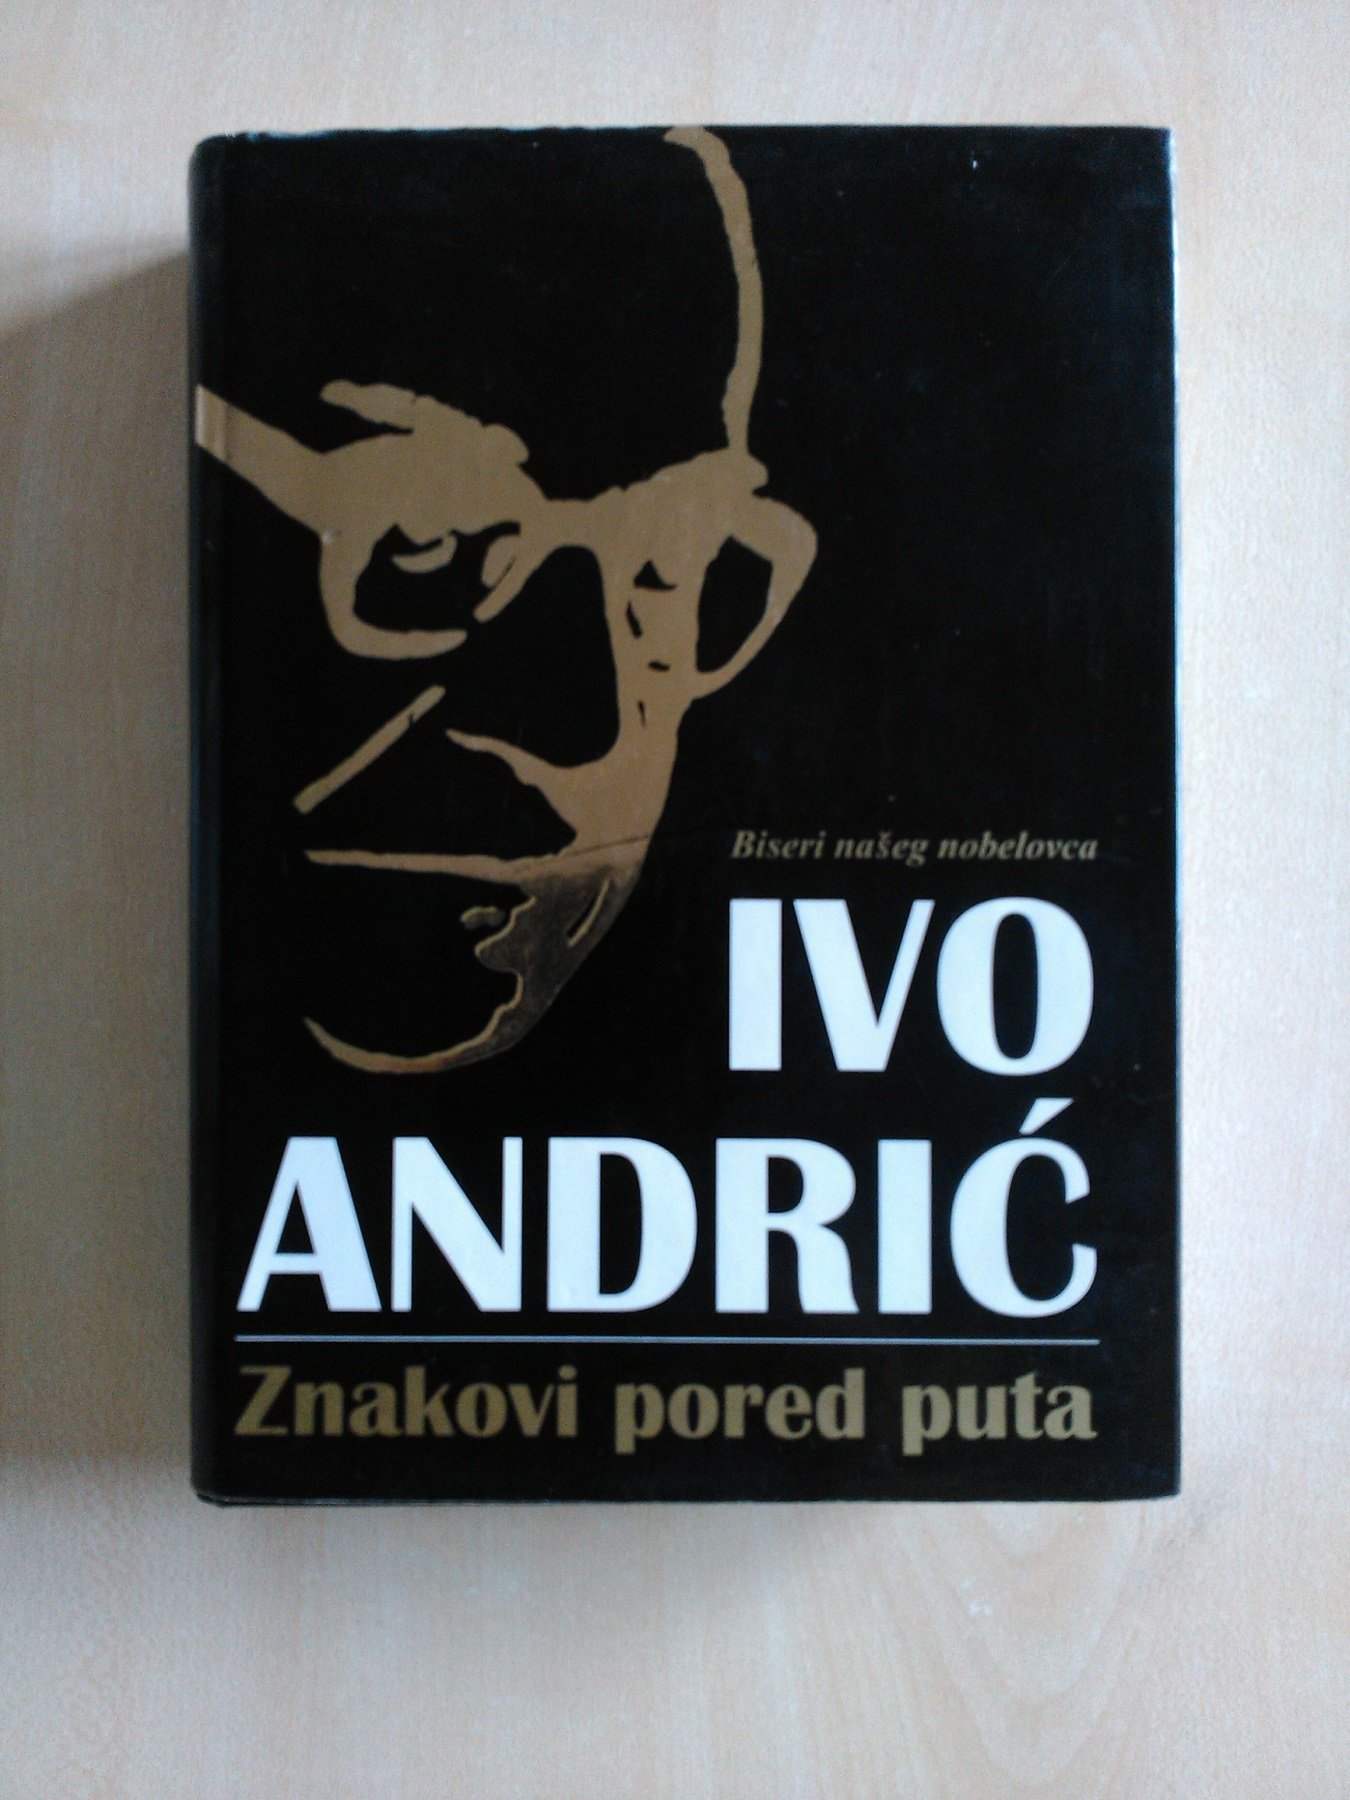 Biseri našeg nobelovca
IVO
ANDRIĆ
Znakovi pored puta